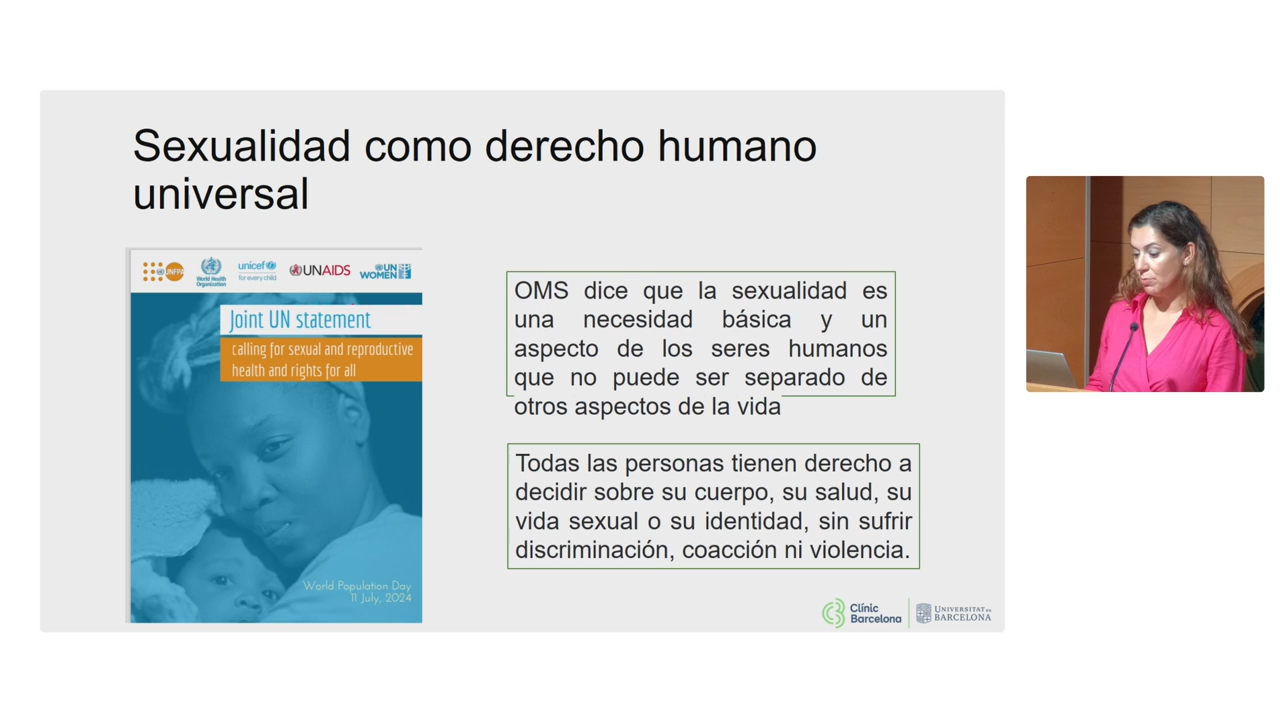 Sexualidad como derecho humano
universal
UNFPA
World Health
Organization
unicef
for every child
UNAIDS
UN
WOMEN
Joint UN statement
calling for sexual and reproductive
health and rights for all
World Population Day
11 July, 2024
OMS dice que la sexualidad es
una necesidad básica y un
aspecto de los seres humanos
que no puede ser separado de
otros aspectos de la vida
Todas las personas tienen derecho a
decidir sobre su cuerpo, su salud, su
vida sexual o su identidad, sin sufrir
discriminación, coacción ni violencia.
Clínic
Barcelona
UNIVERSITAT DE
BARCELONA